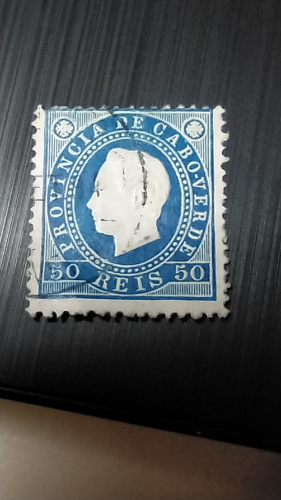 PROVINCIA DE CABO-VERDE
50 REIS 50